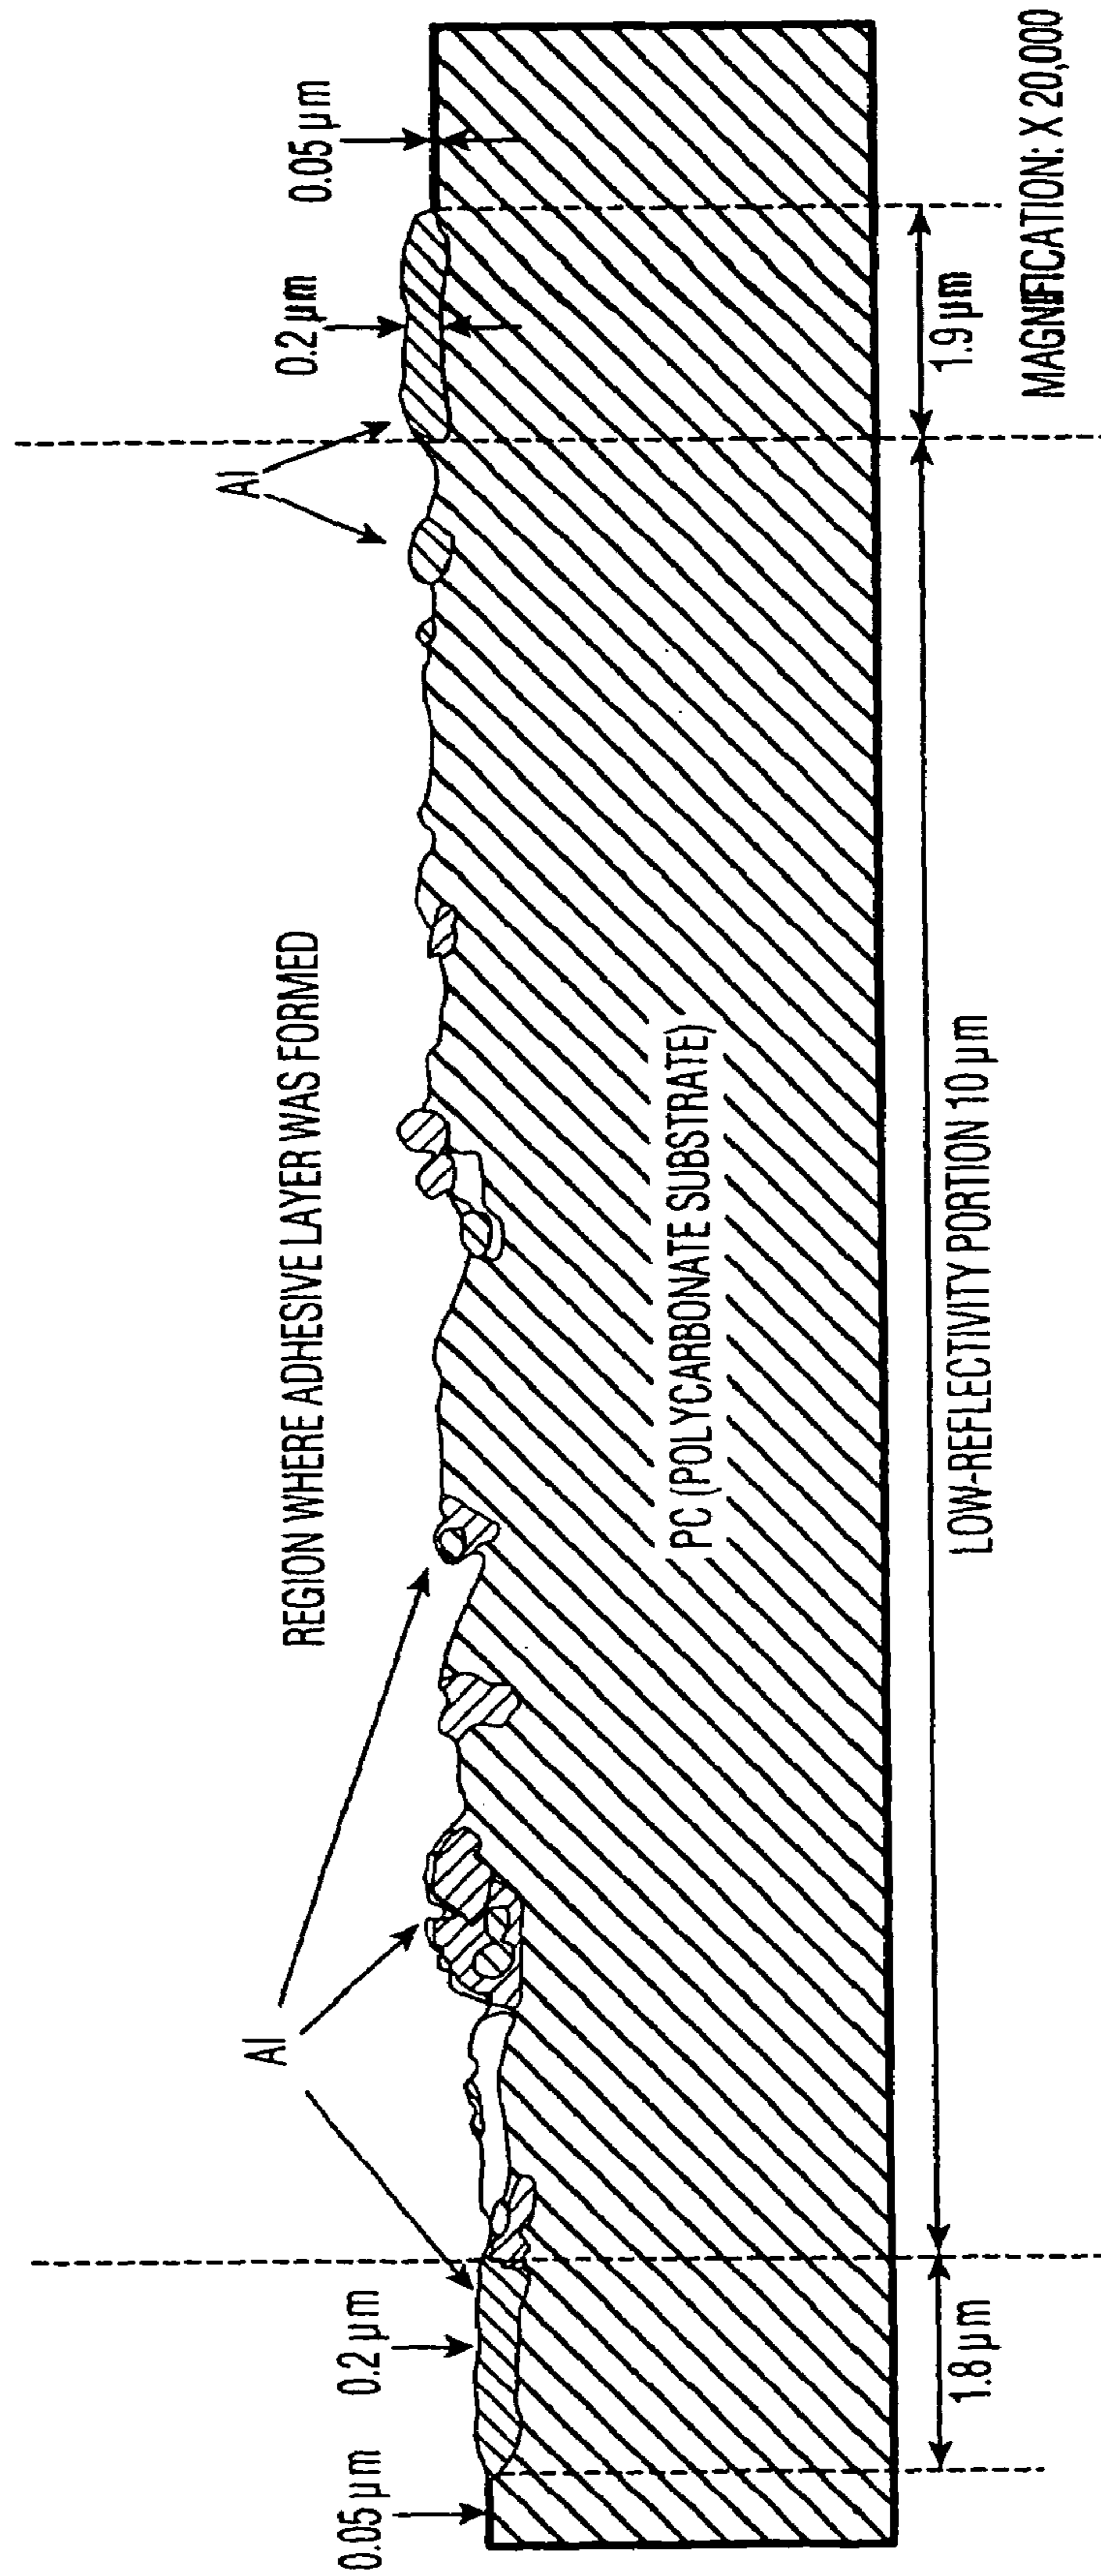 0.05 µm
0.2 µm
Al
REGION WHERE ADHESIVE LAYER WAS FORMED
Al
0.2 µm
0.05 µm
PC (POLYCARBONATE SUBSTRATE)
1.8 µm
LOW-REFLECTIVITY PORTION 10 µm
1.9 µm
MAGNIFICATION: X 20,000